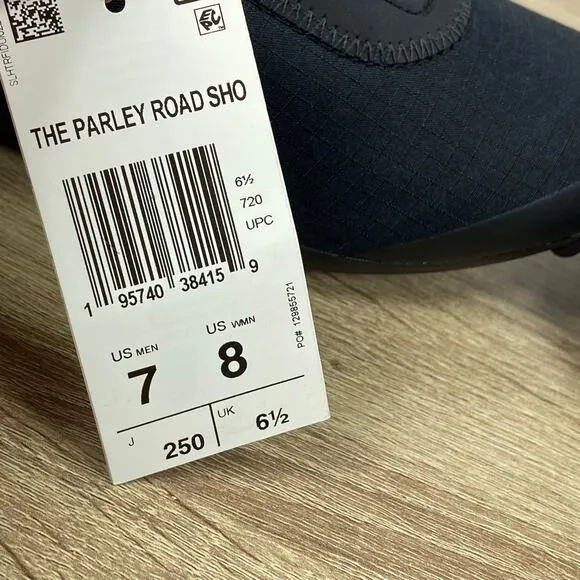 THE PARLEY ROAD SHO
6½
720
UPC
1 95740 38415 9
PO# 129855721
US MEN 7
US WMN 8
J 250
UK 6½